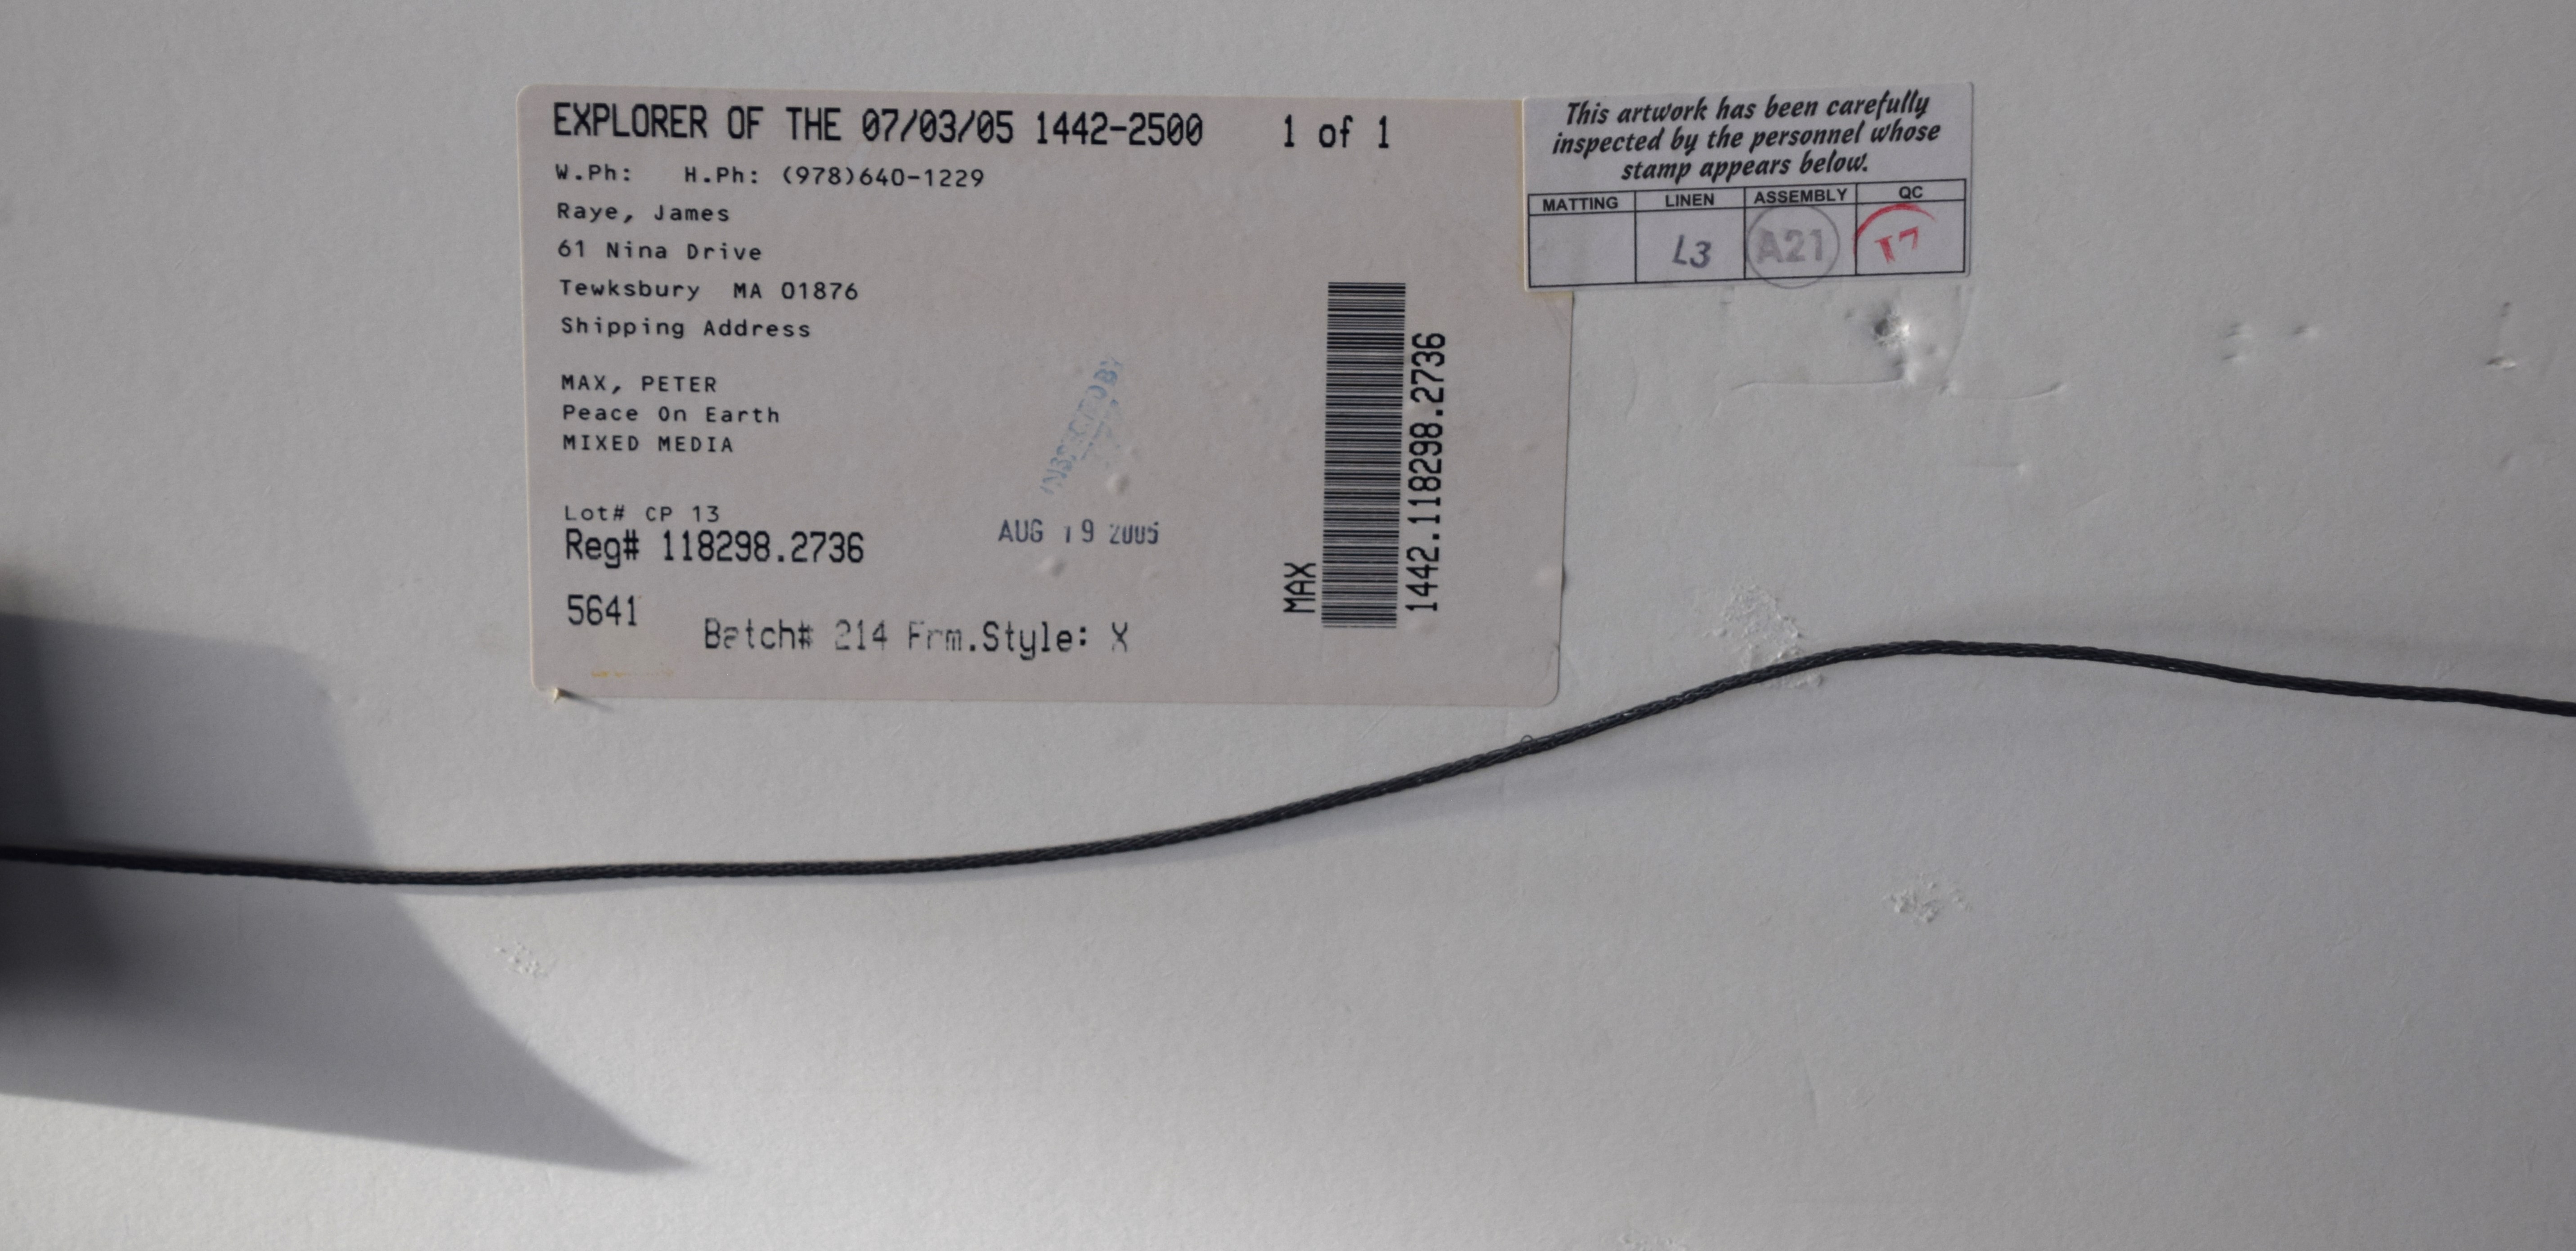 EXPLORER OF THE 07/03/05 1442-2500 1 of 1
W.Ph: H.Ph: (978)640-1229
Raye, James
61 Nina Drive
Tewksbury MA 01876
Shipping Address
MAX, PETER
Peace On Earth
MIXED MEDIA
Lot# CP 13
Reg# 118298.2736
5641
Batch# 214 Frm.Style: X
INSPECTED BY
AUG 19 2005
MAX
1442.118298.2736
This artwork has been carefully
inspected by the personnel whose
stamp appears below.
MATTING LINEN ASSEMBLY QC
L3 A21 17